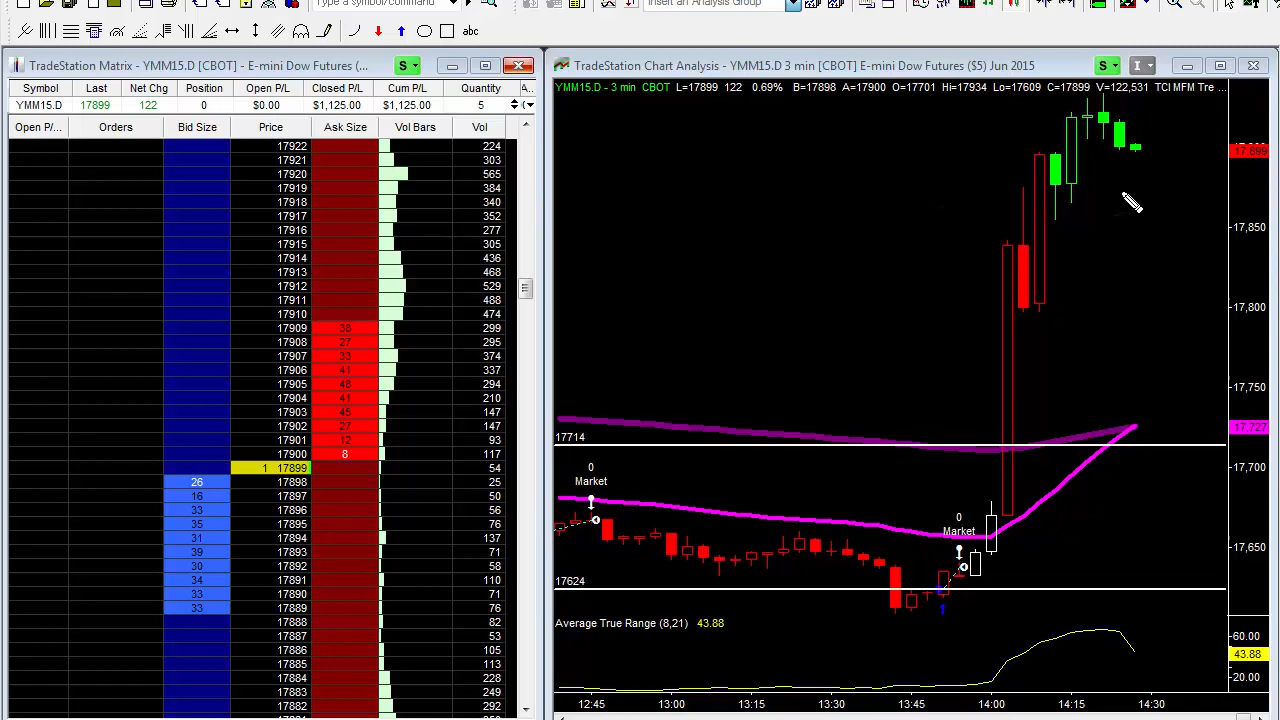 Type a symbol/command
Insert an Analysis Group
abc
TradeStation Matrix - YMM15.D [CBOT] - E-mini Dow Futures (...
S
TradeStation Chart Analysis - YMM15.D 3 min [CBOT] E-mini Dow Futures ($5) Jun 2015
S
I
Symbol Last Net Chg Position Open P/L Closed P/L Cum P/L Quantity A...
YMM15.D 17899 122 0 $0.00 $1,125.00 $1,125.00 5
Open P/... Orders Bid Size Price Ask Size Vol Bars Vol
17922 224
17921 303
17920 565
17919 384
17918 340
17917 352
17916 227
17915 305
17914 436
17913 468
17912 529
17911 488
17910 474
17909 38 299
17908 27 295
17907 33 374
17906 41 337
17905 48 294
17904 41 210
17903 45 147
17902 27 147
17901 12 93
17900 8 117
1 17899 54
26 17898 25
16 17897 50
33 17896 56
35 17895 76
31 17894 137
39 17893 71
30 17892 58
34 17891 110
33 17890 71
33 17889 76
17888 82
17887 53
17886 105
17885 113
17884 228
17883 249
17882 292
YMM15.D - 3 min CBOT L=17899 122 0.69% B=17898 A=17900 O=17701 Hi=17934 Lo=17609 C=17899 V=122,531 TCI MFM Tre ..
17,899
17,850
17,800
17,750
17,727
17,700
17,650
17714
0
Market
0
Market
17624
Average True Range (8,21) 43.88
60.00
43.88
20.00
12:45 13:00 13:15 13:30 13:45 14:00 14:15 14:30